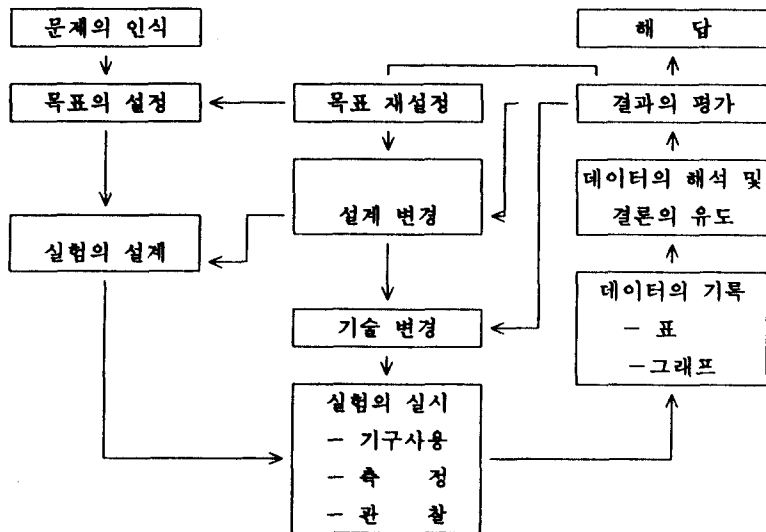 문제의 인식
해 답
목표의 설정
목표 재설정
결과의 평가
설계 변경
데이터의 해석 및
결론의 유도
실험의 설계
기술 변경
데이터의 기록
- 표
-그래프
실험의 실시
- 기구사용
- 측 정
- 관 찰